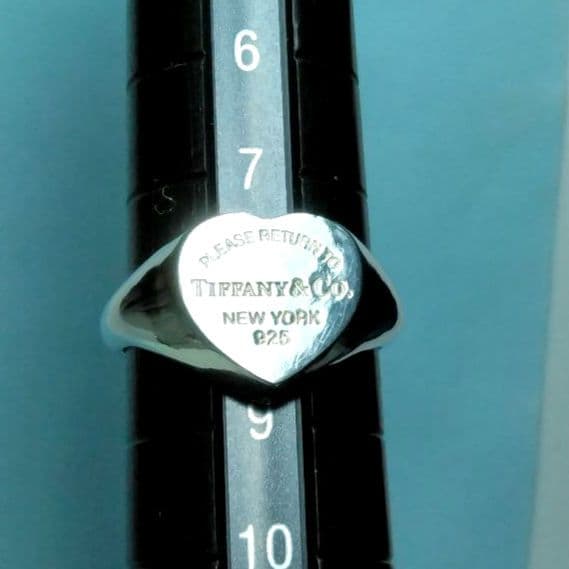 6
7
PLEASE RETURN TO
TIFFANY & CO.
NEW YORK
925
9
10